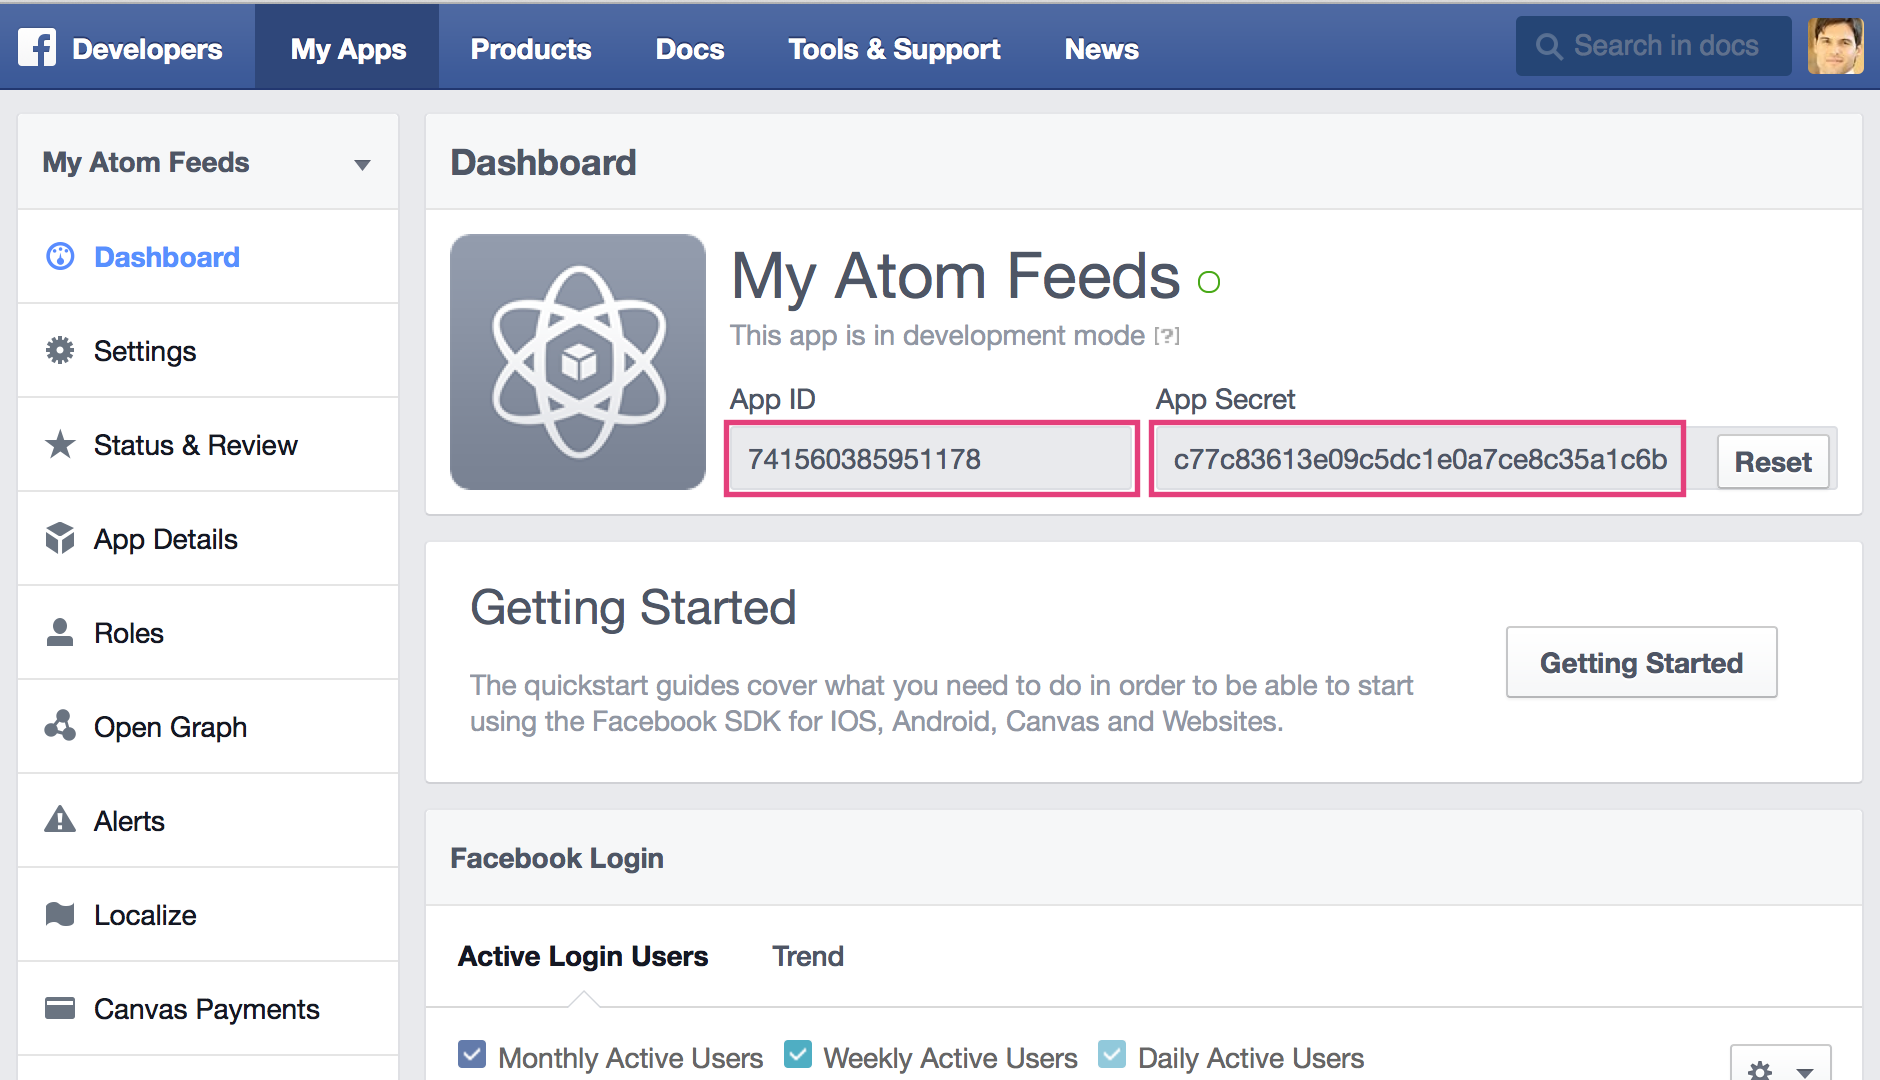 Developers My Apps Products Docs Tools & Support News Search in docs
My Atom Feeds
Dashboard
Settings
Status & Review
App Details
Roles
Open Graph
Alerts
Localize
Canvas Payments
Dashboard
My Atom Feeds
This app is in development mode [?]
App ID App Secret
741560385951178 c77c83613e09c5dc1e0a7ce8c35a1c6b Reset
Getting Started
The quickstart guides cover what you need to do in order to be able to start
using the Facebook SDK for IOS, Android, Canvas and Websites.
Getting Started
Facebook Login
Active Login Users Trend
Monthly Active Users Weekly Active Users Daily Active Users